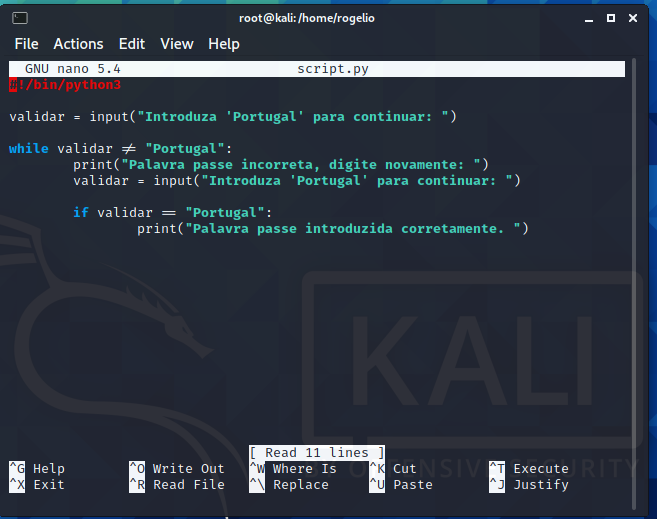 root@kali: /home/rogelio
File Actions Edit View Help
GNU nano 5.4 script.py
#!/bin/python3
validar = input("Introduza 'Portugal' para continuar: ")
while validar ≠ "Portugal":
print("Palavra passe incorreta, digite novamente: ")
validar = input("Introduza 'Portugal' para continuar: ")
if validar == "Portugal":
print("Palavra passe introduzida corretamente. ")
KALI
BY OFFENSIVE SECURITY
[ Read 11 lines ]
^G Help ^O Write Out ^W Where Is ^K Cut ^T Execute
^X Exit ^R Read File ^\ Replace ^U Paste ^J Justify